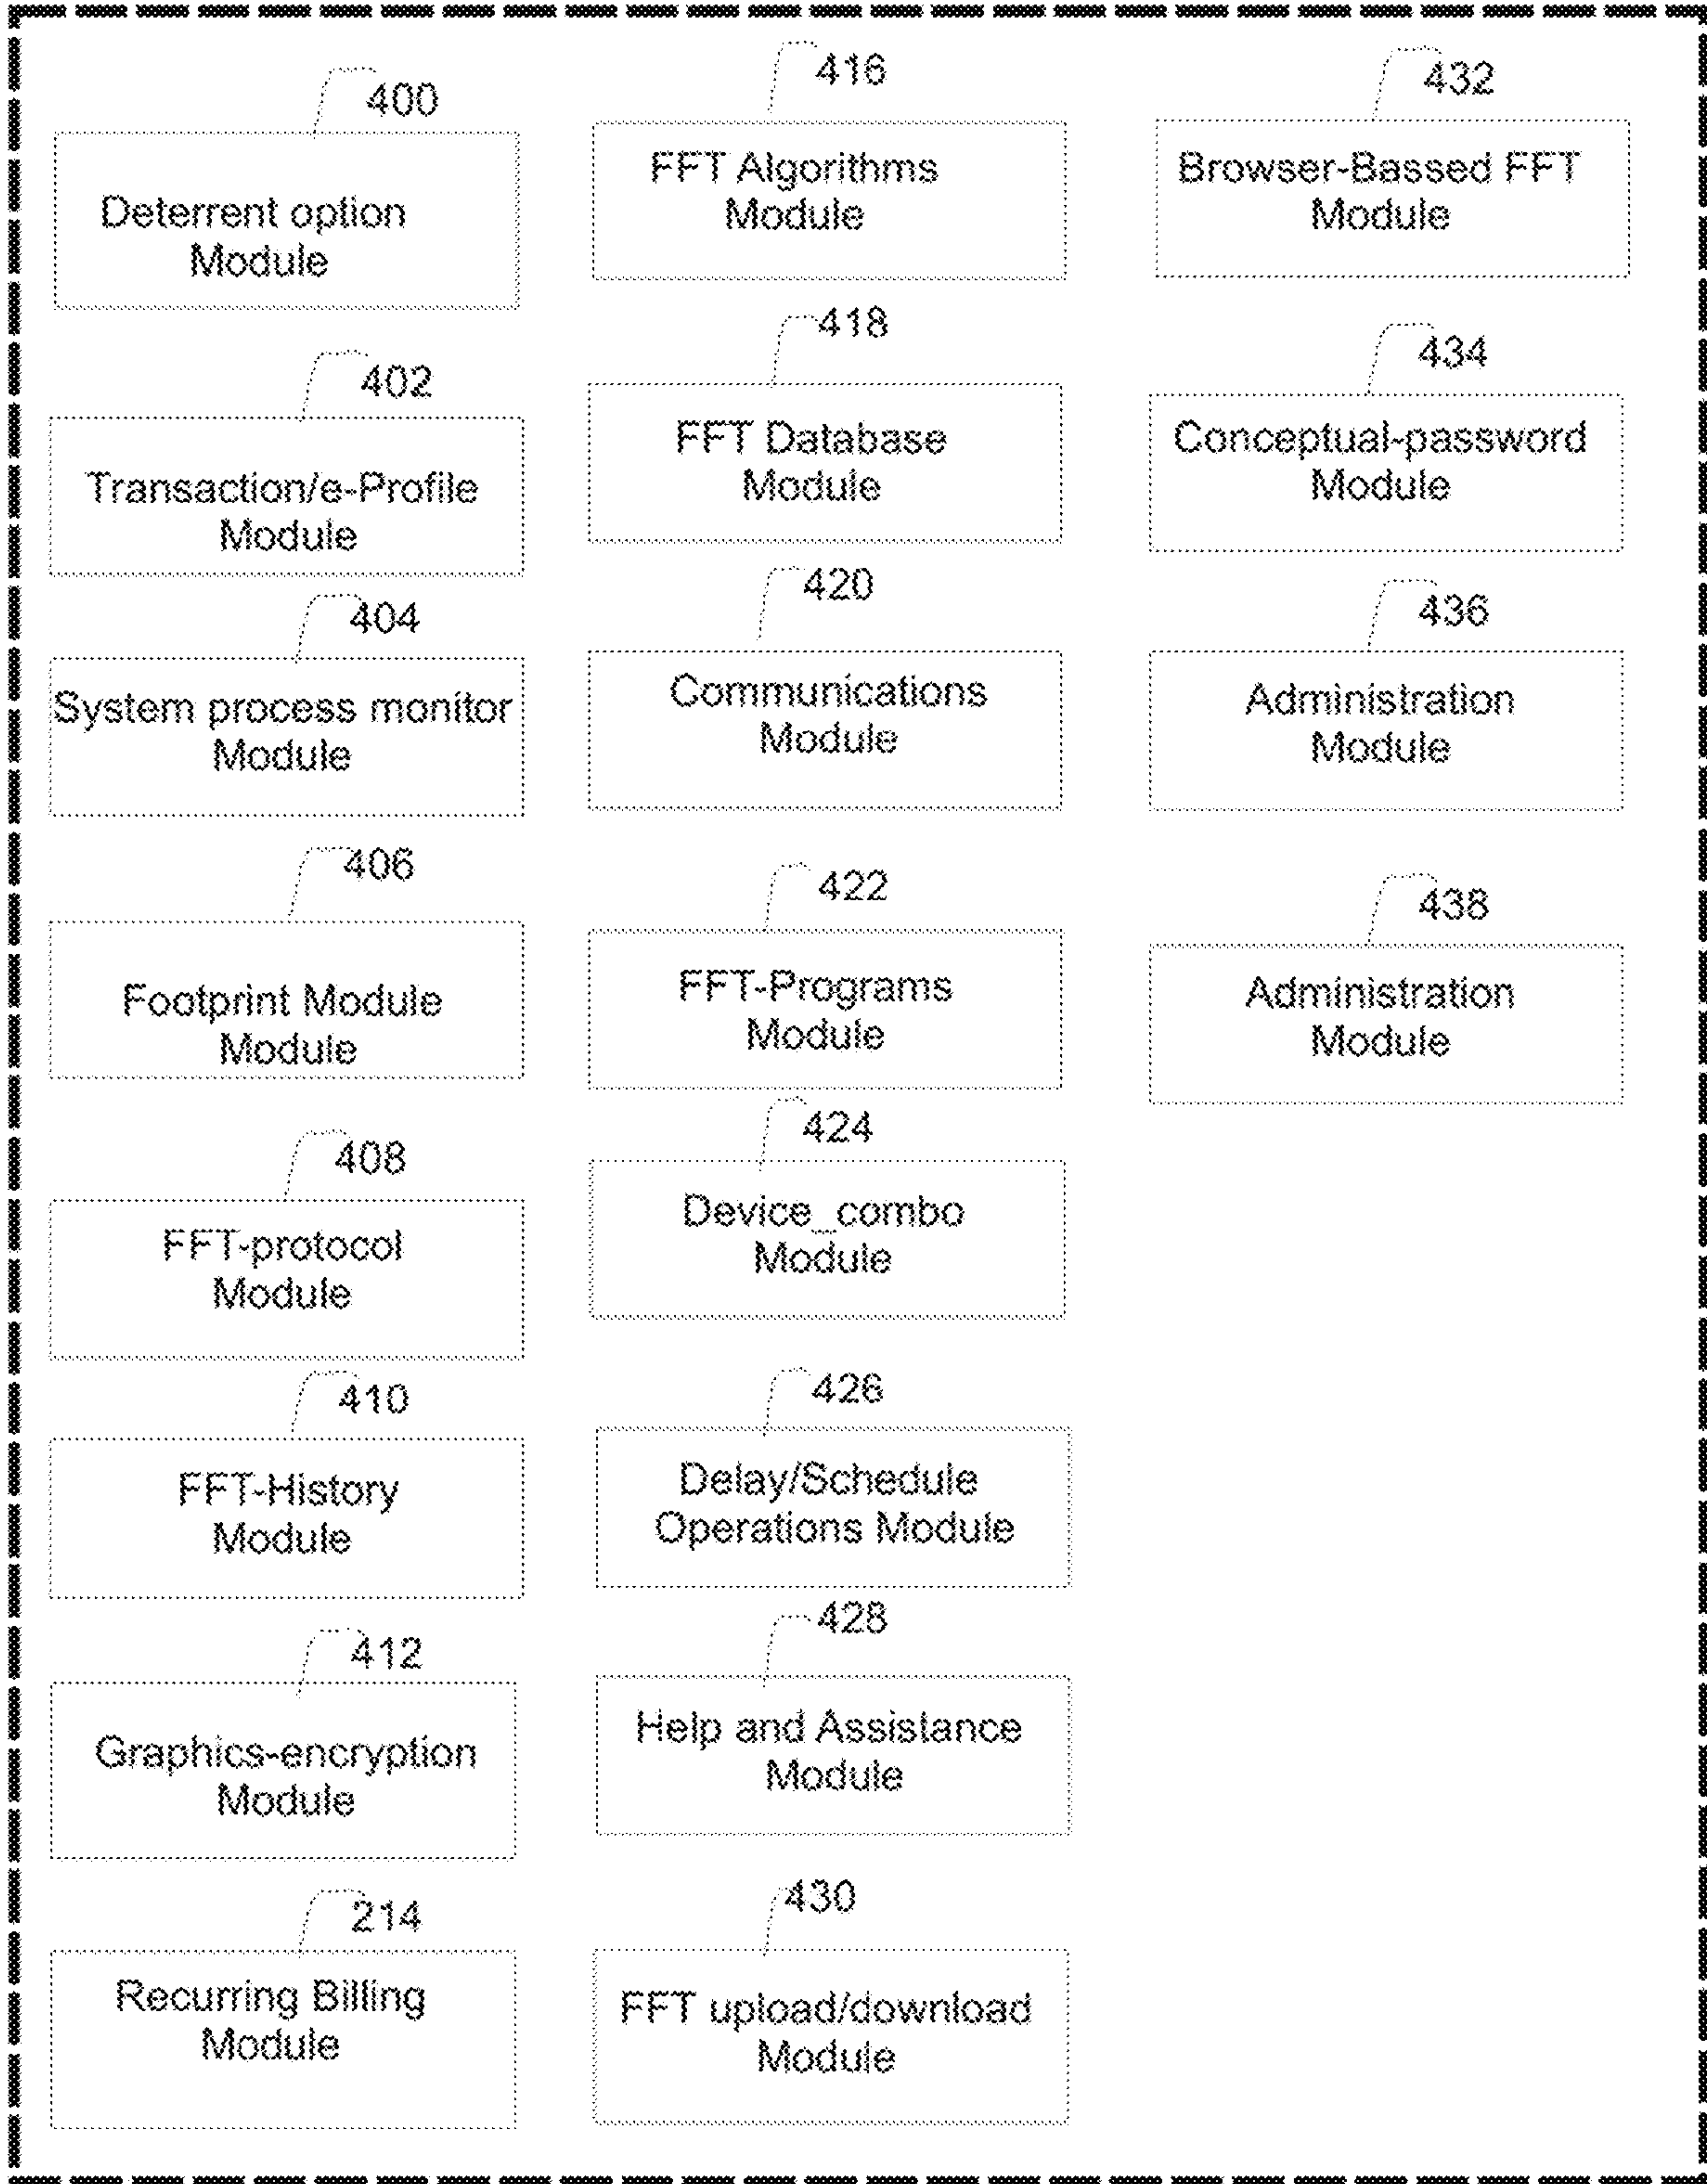 400
Deterrent option
Module
402
Transaction/e-Profile
Module
404
System process monitor
Module
406
Footprint Module
Module
408
FFT-protocol
Module
410
FFT-History
Module
412
Graphics-encryption
Module
214
Recurring Billing
Module
416
FFT Algorithms
Module
418
FFT Database
Module
420
Communications
Module
422
FFT-Programs
Module
424
Device_combo
Module
426
Delay/Schedule
Operations Module
428
Help and Assistance
Module
430
FFT upload/download
Module
432
Browser-Bassed FFT
Module
434
Conceptual-password
Module
436
Administration
Module
438
Administration
Module